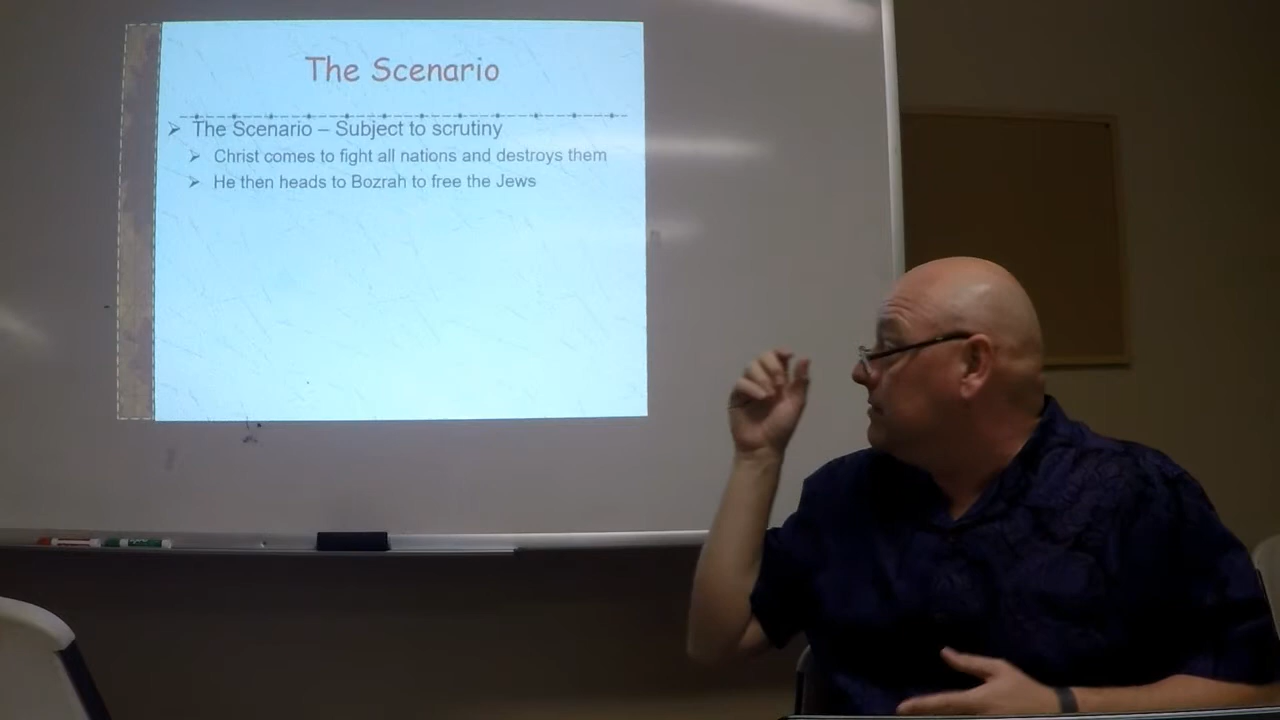 The Scenario
The Scenario – Subject to scrutiny
Christ comes to fight all nations and destroys them
He then heads to Bozrah to free the Jews